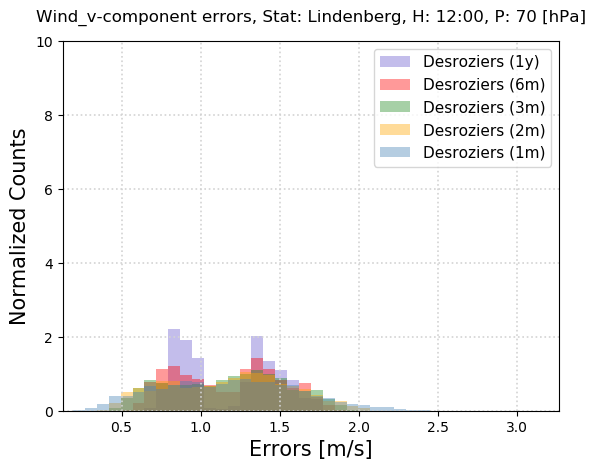 Wind_v-component errors, Stat: Lindenberg, H: 12:00, P: 70 [hPa]
10
8
6
4
2
0
Normalized Counts
Desroziers (1y)
Desroziers (6m)
Desroziers (3m)
Desroziers (2m)
Desroziers (1m)
0.5 1.0 1.5 2.0 2.5 3.0
Errors [m/s]